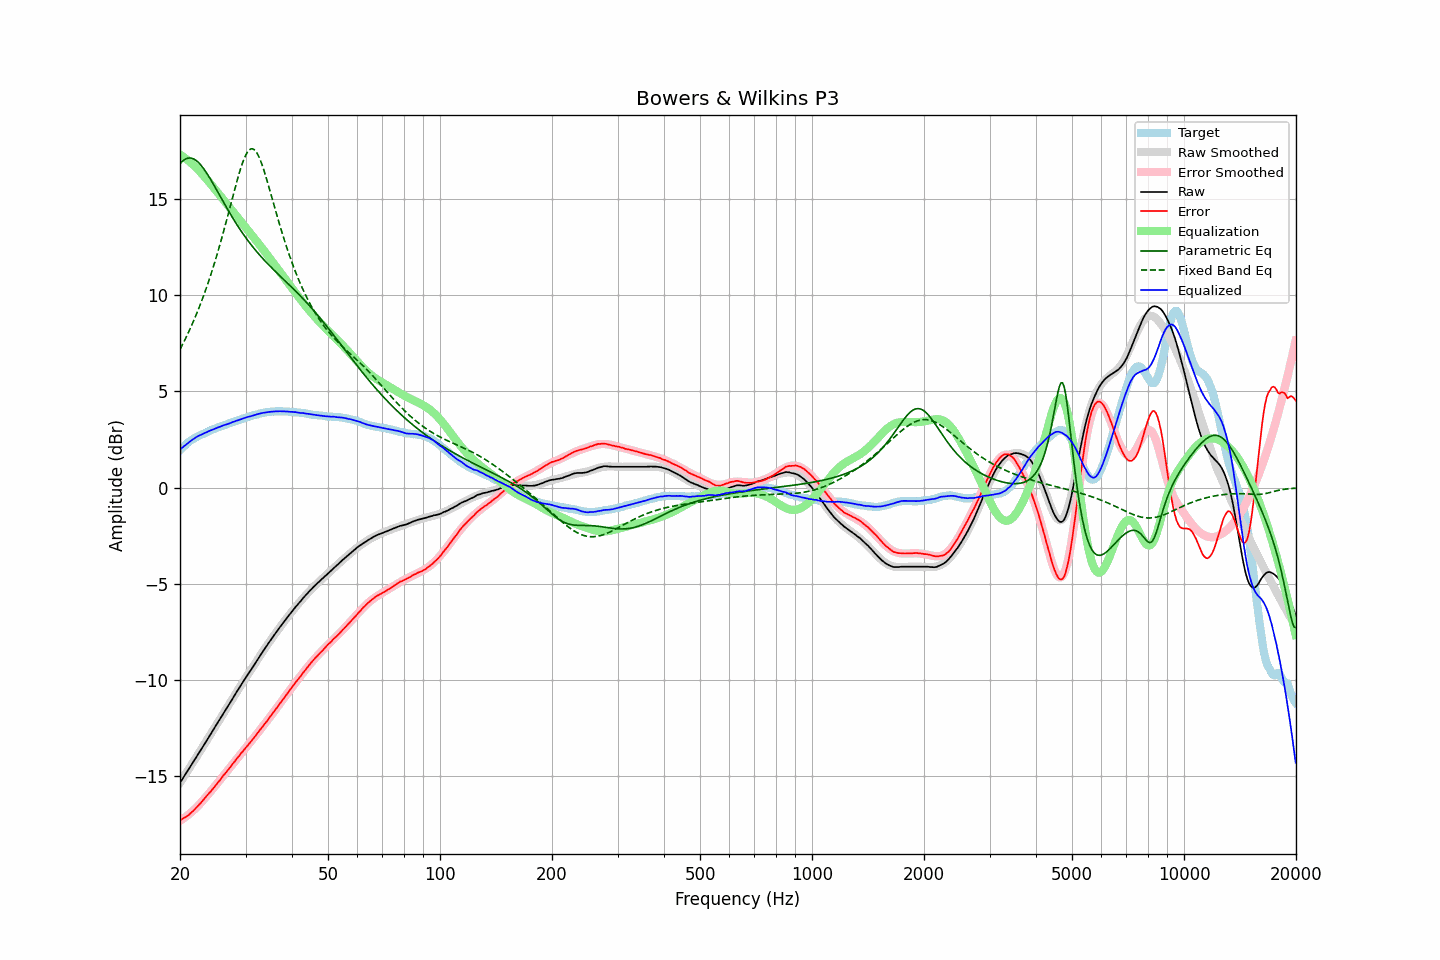 Bowers & Wilkins P3
Target
Raw Smoothed
Error Smoothed
Raw
Error
Equalization
Parametric Eq
Fixed Band Eq
Equalized
Amplitude (dBr)
15
10
5
0
−5
−10
−15
20 50 100 200 500 1000 2000 5000 10000 20000
Frequency (Hz)